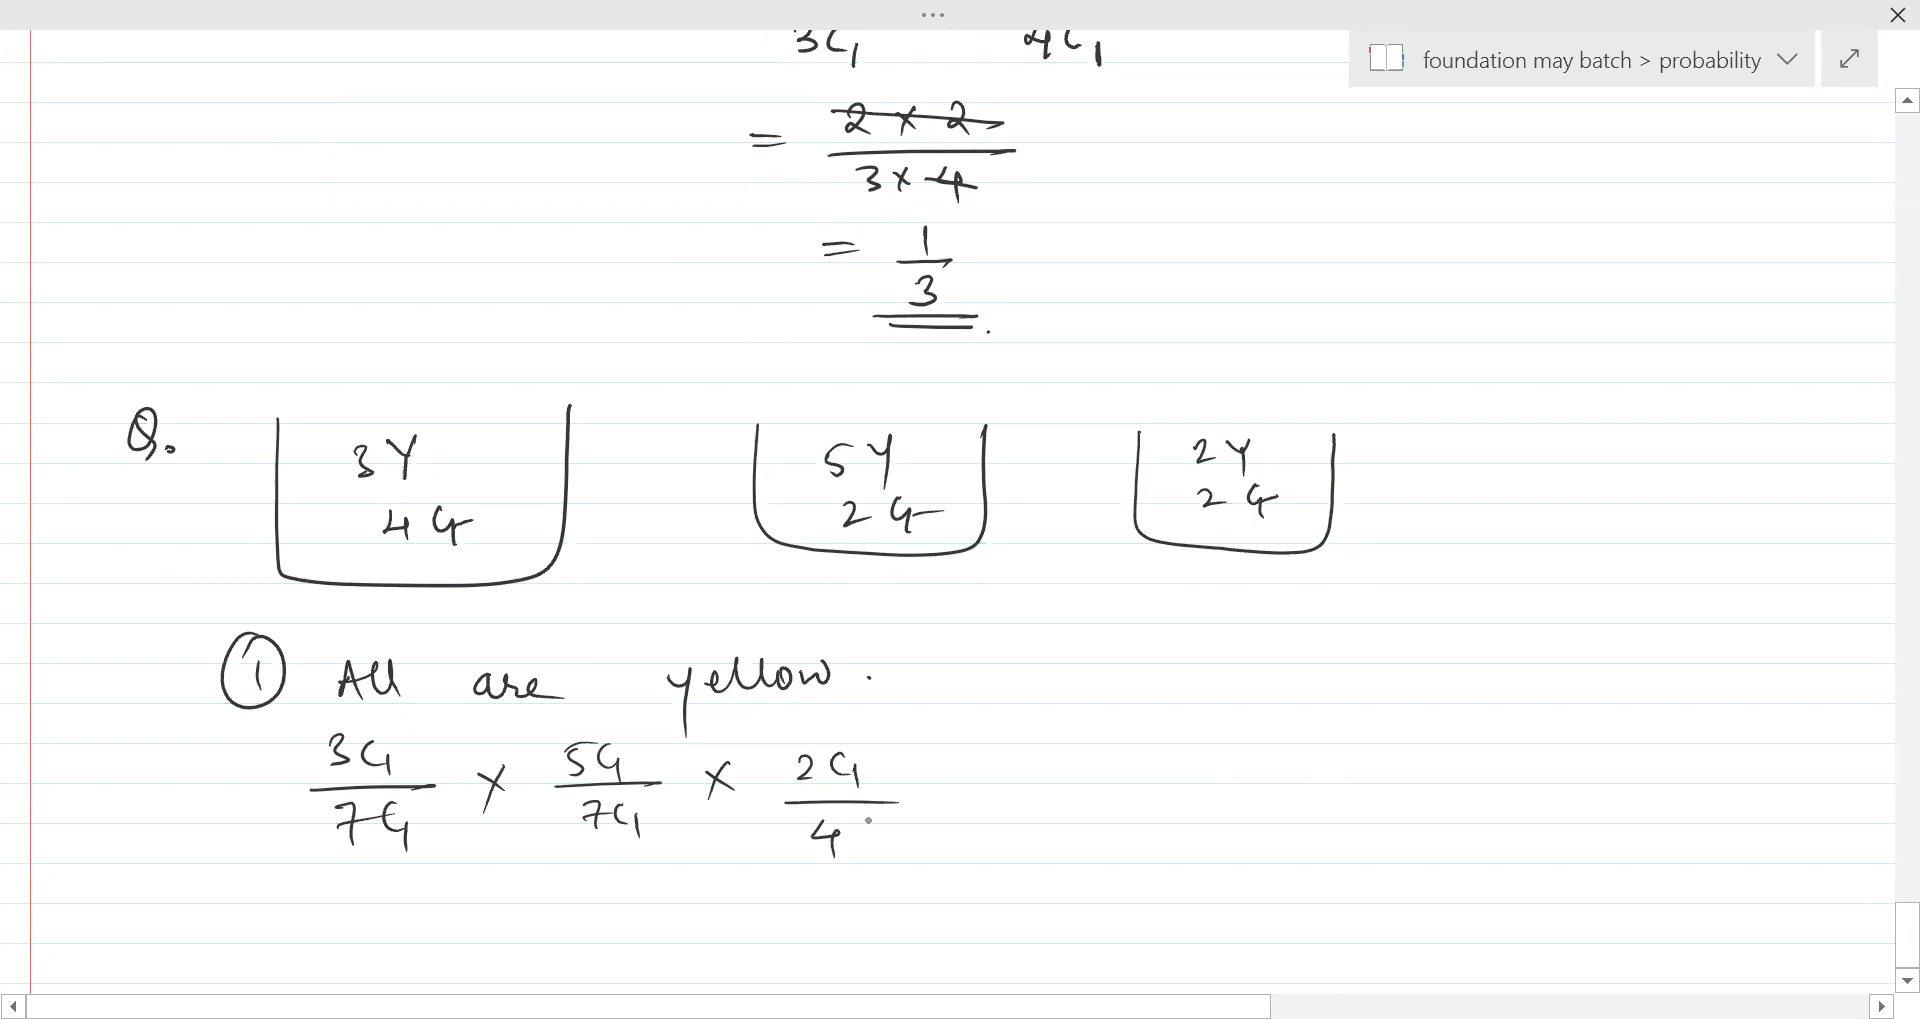 ...
foundation may batch > probability
3C₁ 4C₁
= 2 × 2
3 × 4
= 1
3
Q. 3Y 5Y 2Y
4G 2G 2G
① All are yellow.
3C₁ × 5C₁ × 2C₁
7C₁ 7C₁ 4